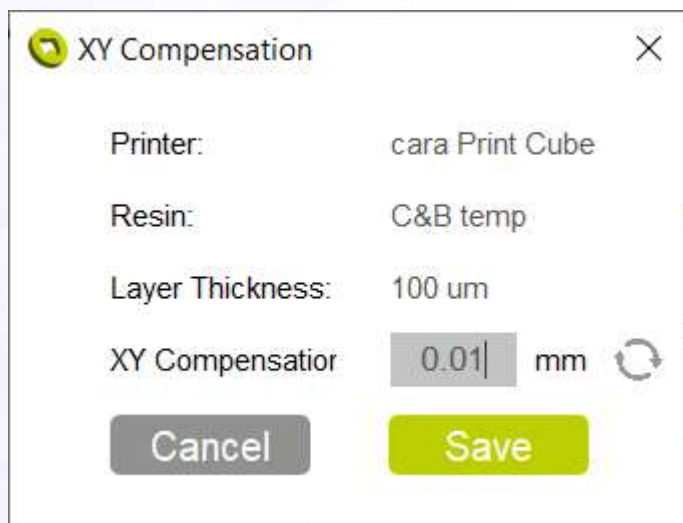 XY Compensation
Printer: cara Print Cube
Resin: C&B temp
Layer Thickness: 100 um
XY Compensatior 0.01 mm
Cancel Save